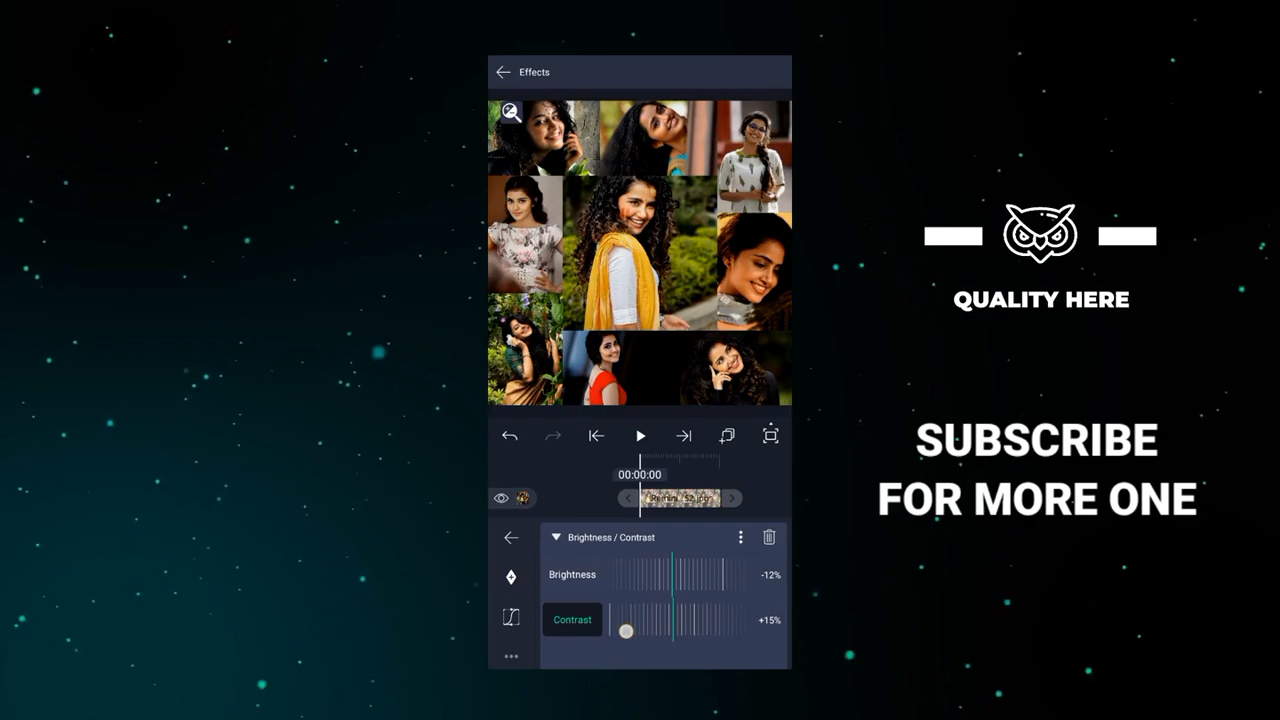 Effects
00:00:00
Brightness / Contrast
Brightness
-12%
Contrast
+15%
QUALITY HERE
SUBSCRIBE
FOR MORE ONE